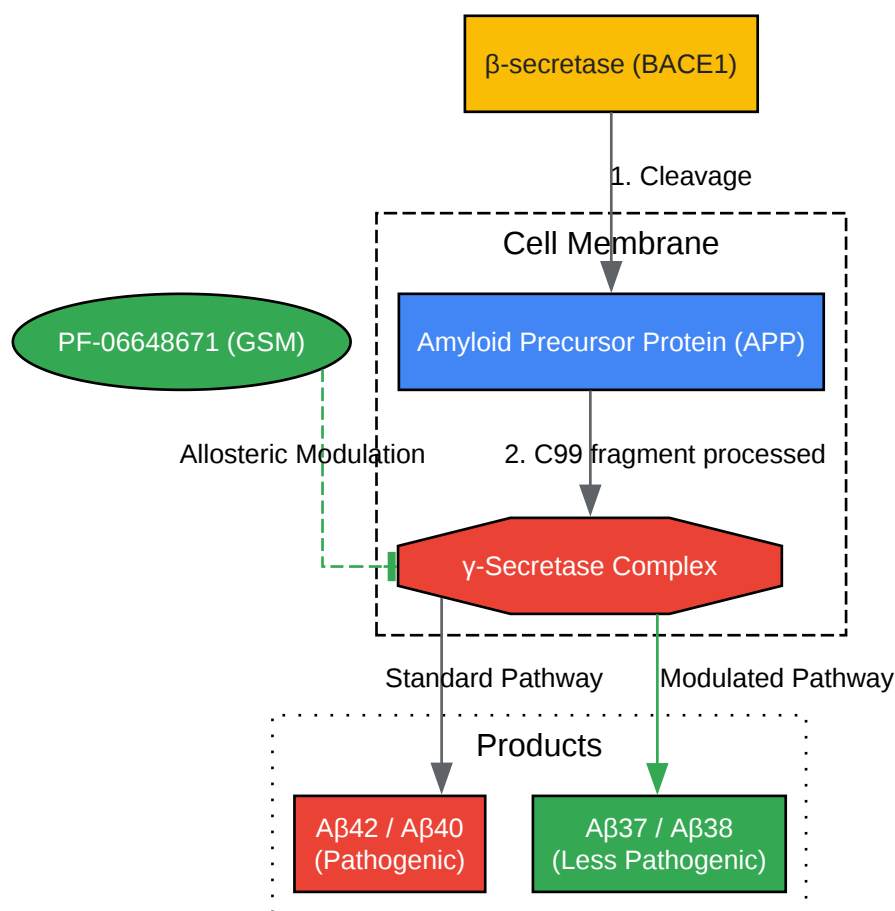 β-secretase (BACE1)
1. Cleavage
Cell Membrane
PF-06648671 (GSM)
Amyloid Precursor Protein (APP)
Allosteric Modulation
2. C99 fragment processed
γ-Secretase Complex
Standard Pathway
Modulated Pathway
Products
Aβ42 / Aβ40
(Pathogenic)
Aβ37 / Aβ38
(Less Pathogenic)